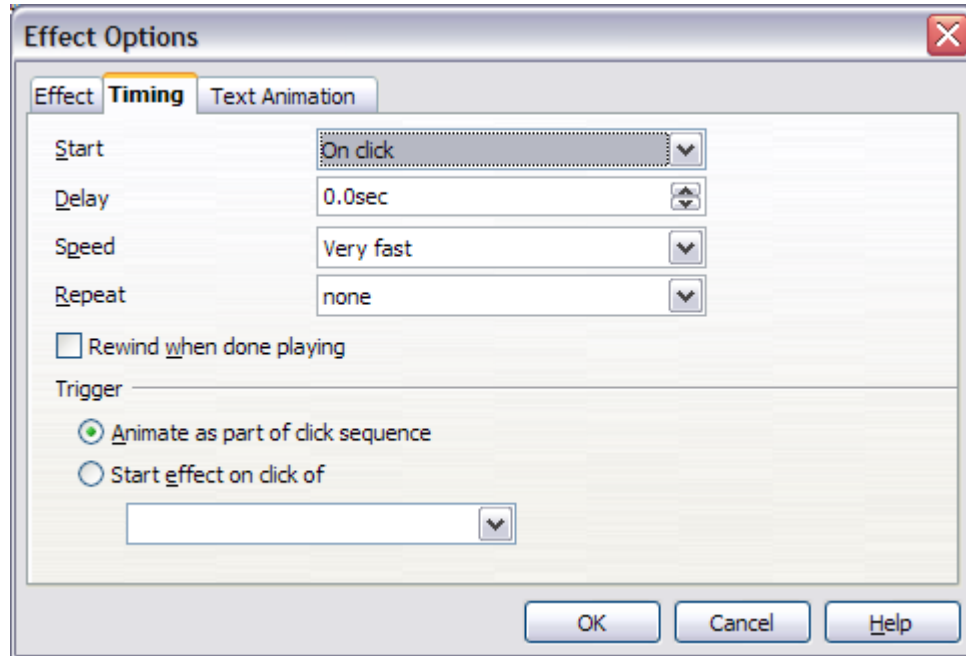 Effect Options
Effect Timing Text Animation
Start On click
Delay 0.0sec
Speed Very fast
Repeat none
Rewind when done playing
Trigger
Animate as part of click sequence
Start effect on click of
OK Cancel Help